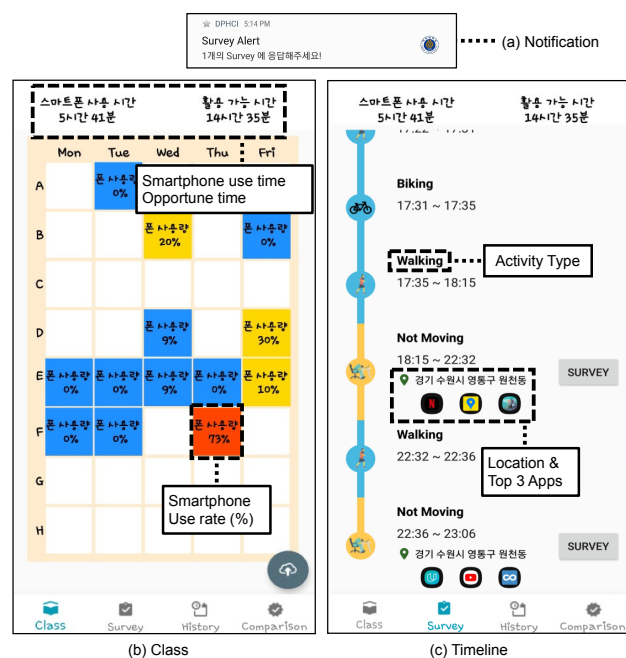 DPHCI 5:14 PM
Survey Alert
1개의 Survey 에 응답해주세요!
(a) Notification
스마트폰 사용 시간
5시간 41분
활용 가능 시간
14시간 35분
Mon Tue Wed Thu Fri
A
폰 사용량
0%
Smartphone use time
Opportune time
B
폰 사용량
20%
폰 사용량
0%
C
D
폰 사용량
9%
폰 사용량
30%
E
폰 사용량
0%
폰 사용량
0%
폰 사용량
9%
폰 사용량
0%
폰 사용량
10%
F
폰 사용량
0%
폰 사용량
0%
폰 사용량
73%
G
Smartphone
Use rate (%)
H
Class Survey History Comparison
(b) Class
스마트폰 사용 시간
5시간 41분
활용 가능 시간
14시간 35분
Biking
17:31 ~ 17:35
Walking
Activity Type
17:35 ~ 18:15
Not Moving
18:15 ~ 22:32
경기 수원시 영통구 원천동
SURVEY
N
Walking
22:32 ~ 22:36
Location &
Top 3 Apps
Not Moving
22:36 ~ 23:06
경기 수원시 영통구 원천동
SURVEY
Class Survey History Comparison
(c) Timeline